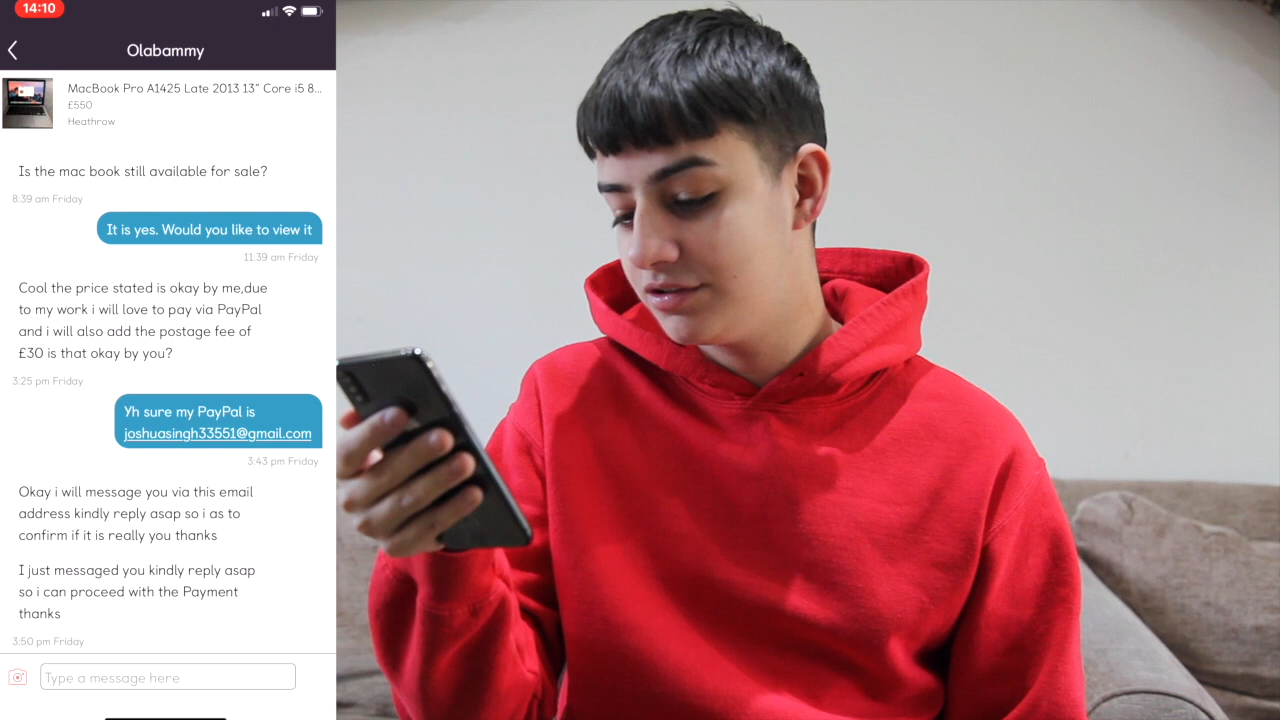 14:10
Olabammy
MacBook Pro A1425 Late 2013 13” Core i5 8...
£550
Heathrow
Is the mac book still available for sale?
8:39 am Friday
It is yes. Would you like to view it
11:39 am Friday
Cool the price stated is okay by me,due
to my work i will love to pay via PayPal
and i will also add the postage fee of
£30 is that okay by you?
3:25 pm Friday
Yh sure my PayPal is
joshuasingh33551@gmail.com
3:43 pm Friday
Okay i will message you via this email
address kindly reply asap so i as to
confirm if it is really you thanks
I just messaged you kindly reply asap
so i can proceed with the Payment
thanks
3:50 pm Friday
Type a message here